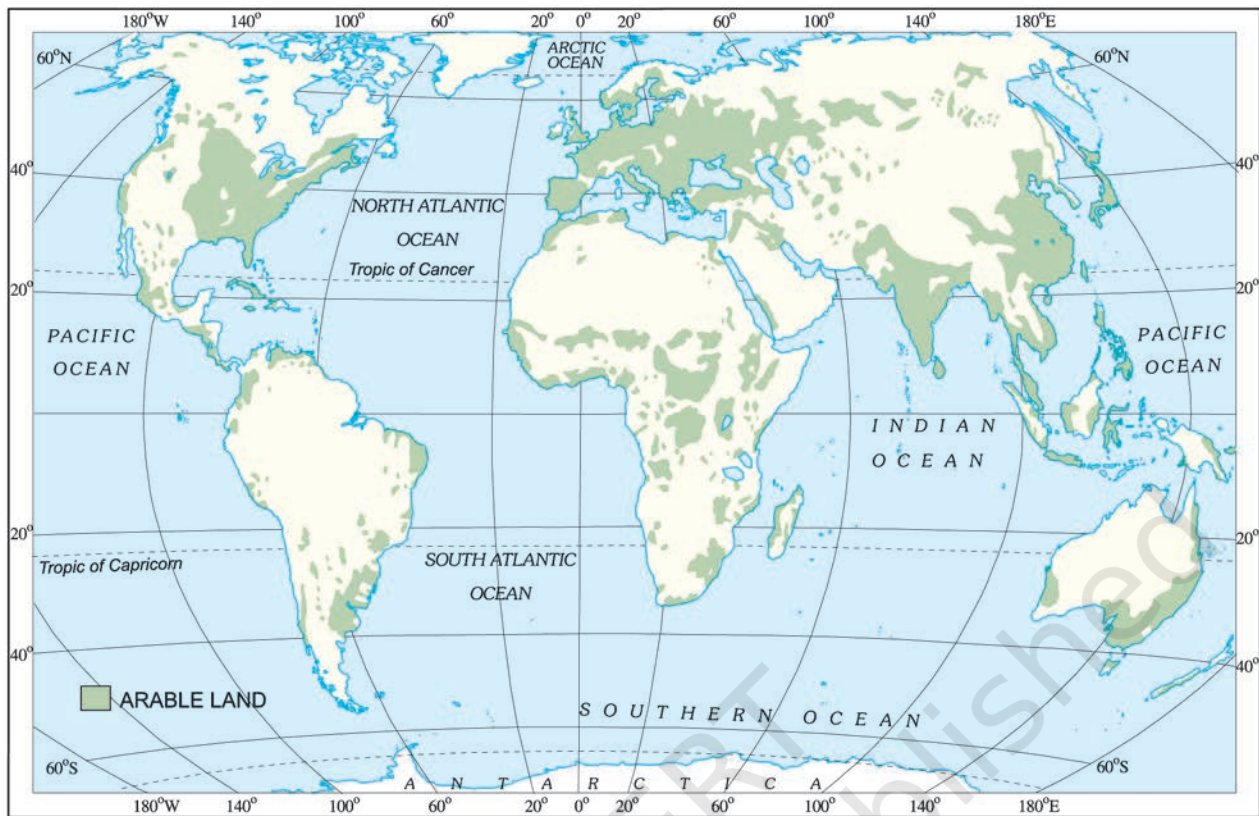 180°W 140° 100° 60° 20° 0° 20° 60° 100° 140° 180°E
60°N
ARCTIC
OCEAN
60°N
40°
40°
NORTH ATLANTIC
OCEAN
Tropic of Cancer
20°
20°
PACIFIC
OCEAN
PACIFIC
OCEAN
INDIAN
OCEAN
20°
20°
Tropic of Capricorn
SOUTH ATLANTIC
OCEAN
40°
40°
ARABLE LAND
SOUTHERN OCEAN
60°S
60°S
ANTARCTICA
180°W 140° 100° 60° 20° 0° 20° 60° 100° 140° 180°E